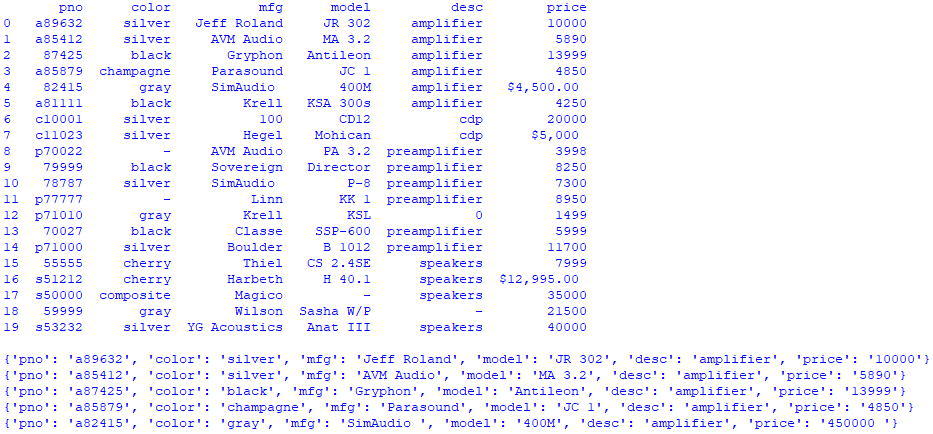 pno color mfg model desc price
0 a89632 silver Jeff Roland JR 302 amplifier 10000
1 a85412 silver AVM Audio MA 3.2 amplifier 5890
2 87425 black Gryphon Antileon amplifier 13999
3 a85879 champagne Parasound JC 1 amplifier 4850
4 82415 gray SimAudio 400M amplifier $4,500.00
5 a81111 black Krell KSA 300s amplifier 4250
6 c10001 silver 100 CD12 cdp 20000
7 c11023 silver Hegel Mohican cdp $5,000
8 p70022 - AVM Audio PA 3.2 preamplifier 3998
9 79999 black Sovereign Director preamplifier 8250
10 78787 silver SimAudio P-8 preamplifier 7300
11 p77777 - Linn KK 1 preamplifier 8950
12 p71010 gray Krell KSL 0 1499
13 70027 black Classe SSP-600 preamplifier 5999
14 p71000 silver Boulder B 1012 preamplifier 11700
15 55555 cherry Thiel CS 2.4SE speakers 7999
16 s51212 cherry Harbeth H 40.1 speakers $12,995.00
17 s50000 composite Magico - speakers 35000
18 59999 gray Wilson Sasha W/P - 21500
19 s53232 silver YG Acoustics Anat III speakers 40000
{'pno': 'a89632', 'color': 'silver', 'mfg': 'Jeff Roland', 'model': 'JR 302', 'desc': 'amplifier', 'price': '10000'}
{'pno': 'a85412', 'color': 'silver', 'mfg': 'AVM Audio', 'model': 'MA 3.2', 'desc': 'amplifier', 'price': '5890'}
{'pno': 'a87425', 'color': 'black', 'mfg': 'Gryphon', 'model': 'Antileon', 'desc': 'amplifier', 'price': '13999'}
{'pno': 'a85879', 'color': 'champagne', 'mfg': 'Parasound', 'model': 'JC 1', 'desc': 'amplifier', 'price': '4850'}
{'pno': 'a82415', 'color': 'gray', 'mfg': 'SimAudio ', 'model': '400M', 'desc': 'amplifier', 'price': '450000 '}